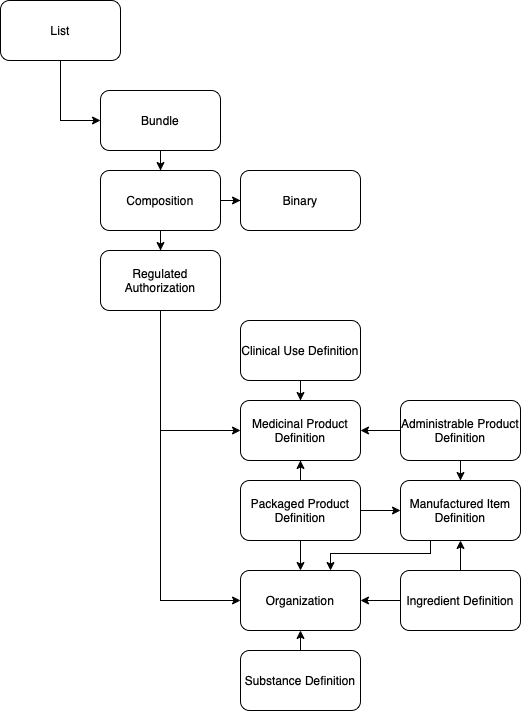 List
Bundle
Composition
Binary
Regulated
Authorization
Clinical Use Definition
Medicinal Product
Definition
Administrable Product
Definition
Packaged Product
Definition
Manufactured Item
Definition
Organization
Ingredient Definition
Substance Definition